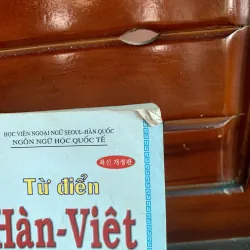 HỌC VIỆN NGOẠI NGỮ SEOUL-HÀN QUỐC
NGÔN NGỮ HỌC QUỐC TẾ
최신 개정판
Từ điển
Hàn-Việt